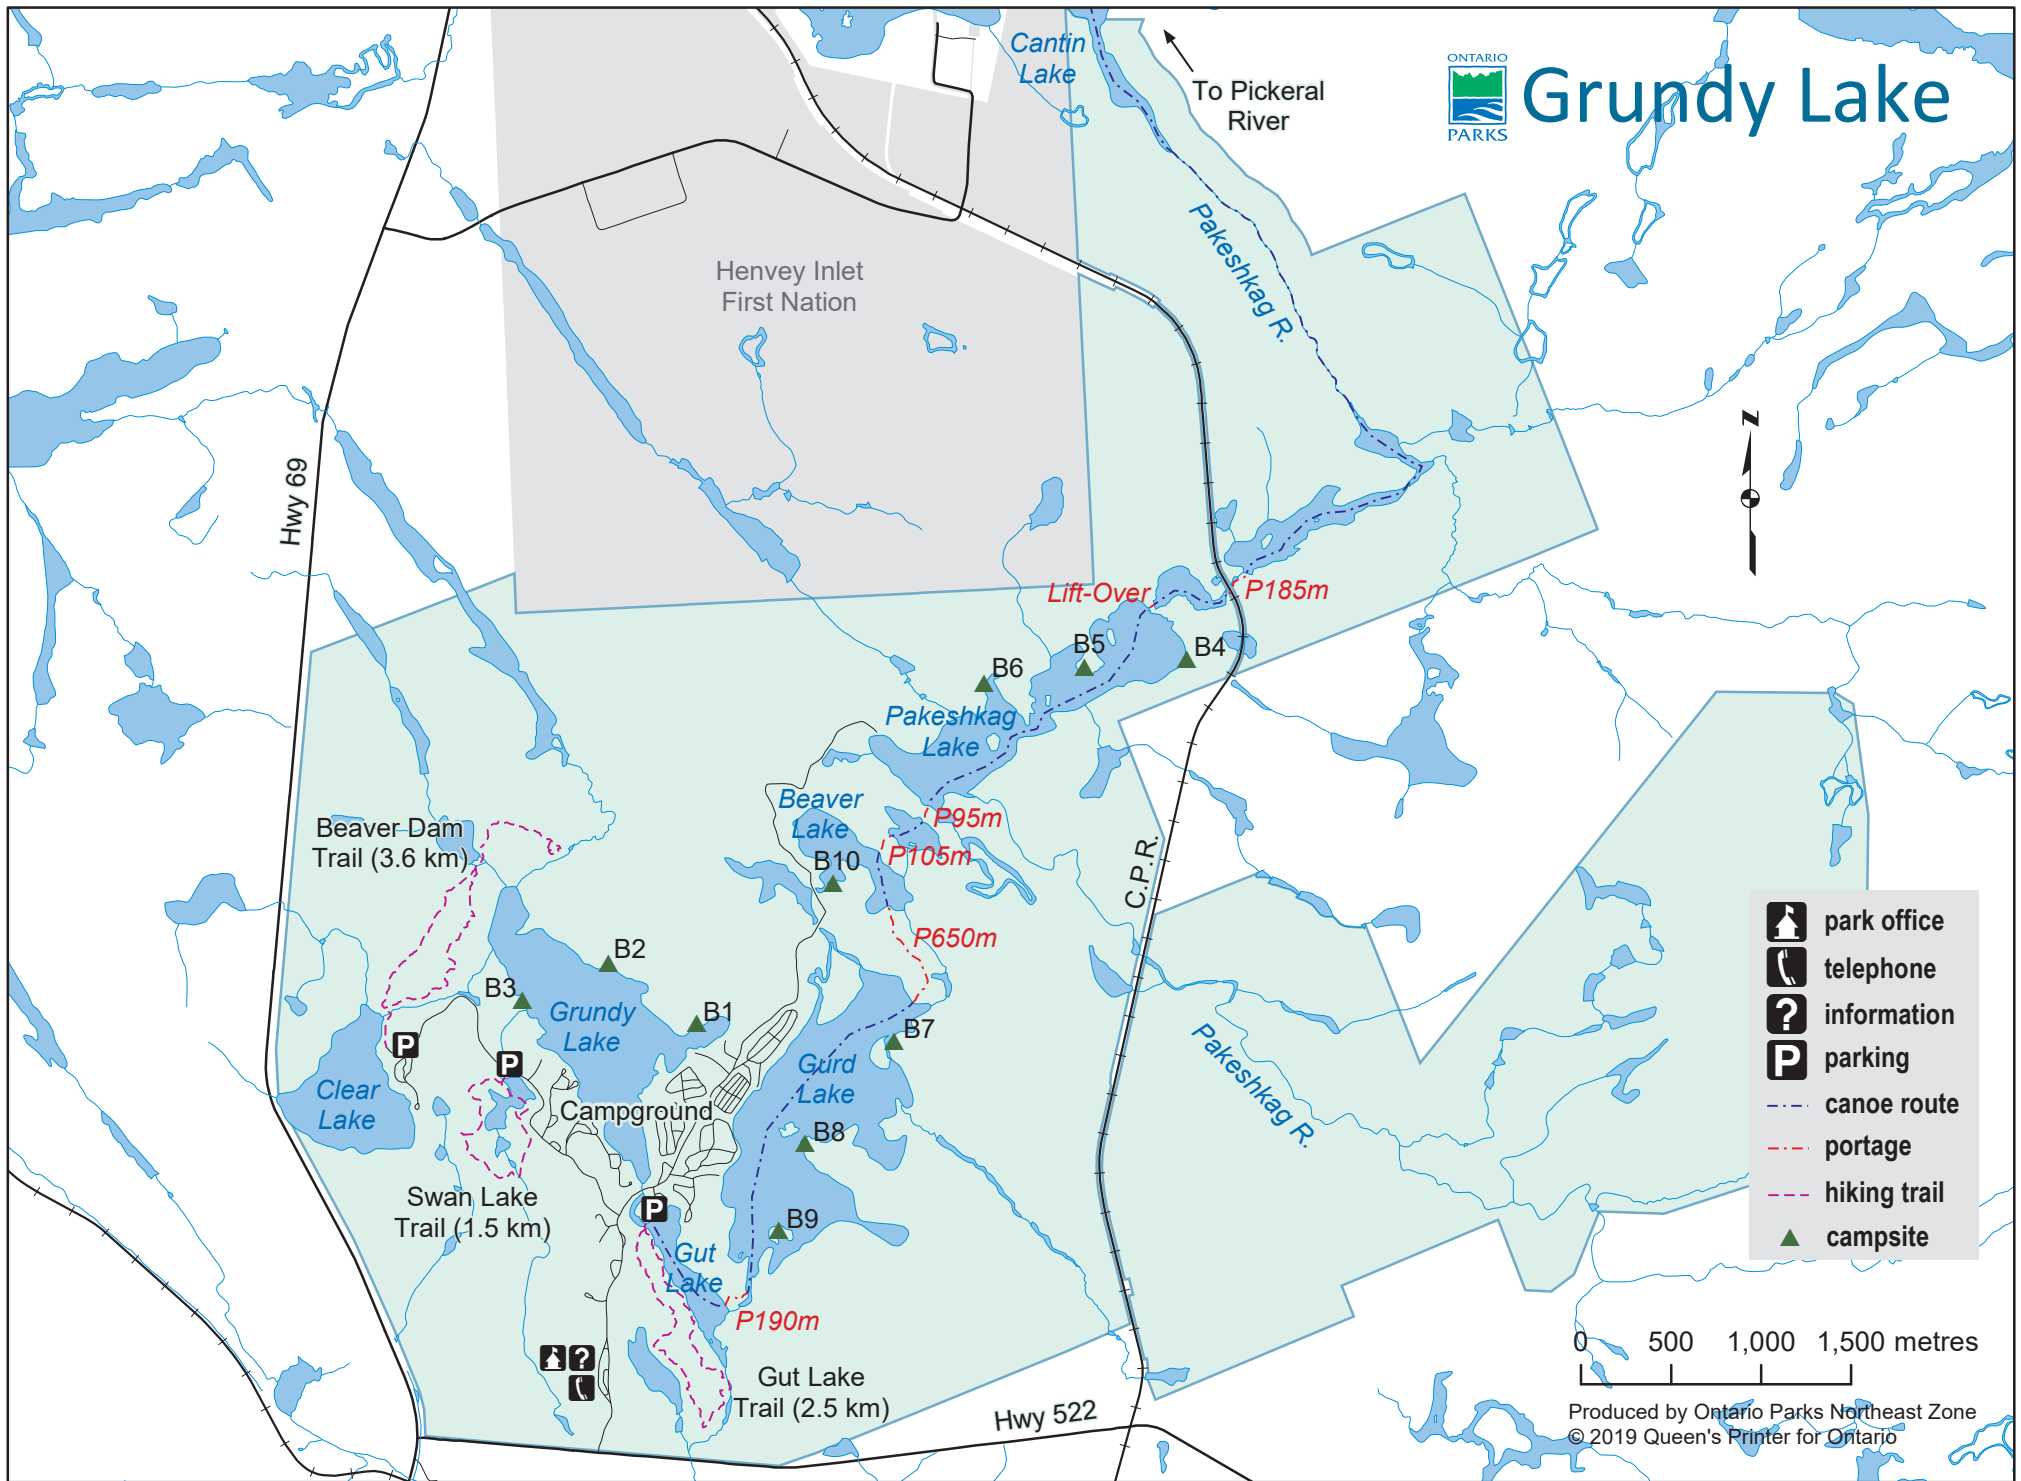 Cantin
Lake
To Pickeral
River
ONTARIO
PARKS
Grundy Lake
Pakeshkag R.
Henvey Inlet
First Nation
Hwy 69
Lift-Over
P185m
B5
B4
B6
Pakeshkag
Lake
Beaver
Lake
P95m
P105m
B10
Beaver Dam
Trail (3.6 km)
C.P.R.
P650m
B2
B3
Grundy
Lake
B1
B7
Gurd
Lake
P
P
Clear
Lake
Campground
B8
Pakeshkag R.
Swan Lake
Trail (1.5 km)
P
B9
Gut
Lake
P190m
?
Gut Lake
Trail (2.5 km)
Hwy 522
park office
telephone
? information
P parking
canoe route
portage
hiking trail
campsite
N
0 500 1,000 1,500 metres
Produced by Ontario Parks Northeast Zone
© 2019 Queen's Printer for Ontario